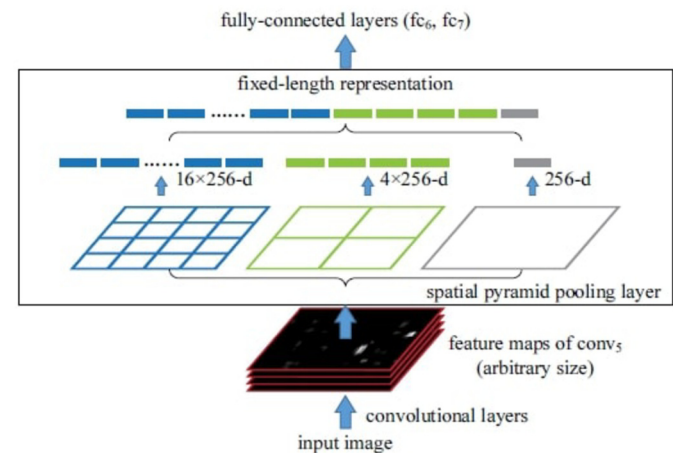 fully-connected layers (fc₆, fc₇)
fixed-length representation
......
......
16×256-d
4×256-d
256-d
spatial pyramid pooling layer
feature maps of conv₅
(arbitrary size)
convolutional layers
input image